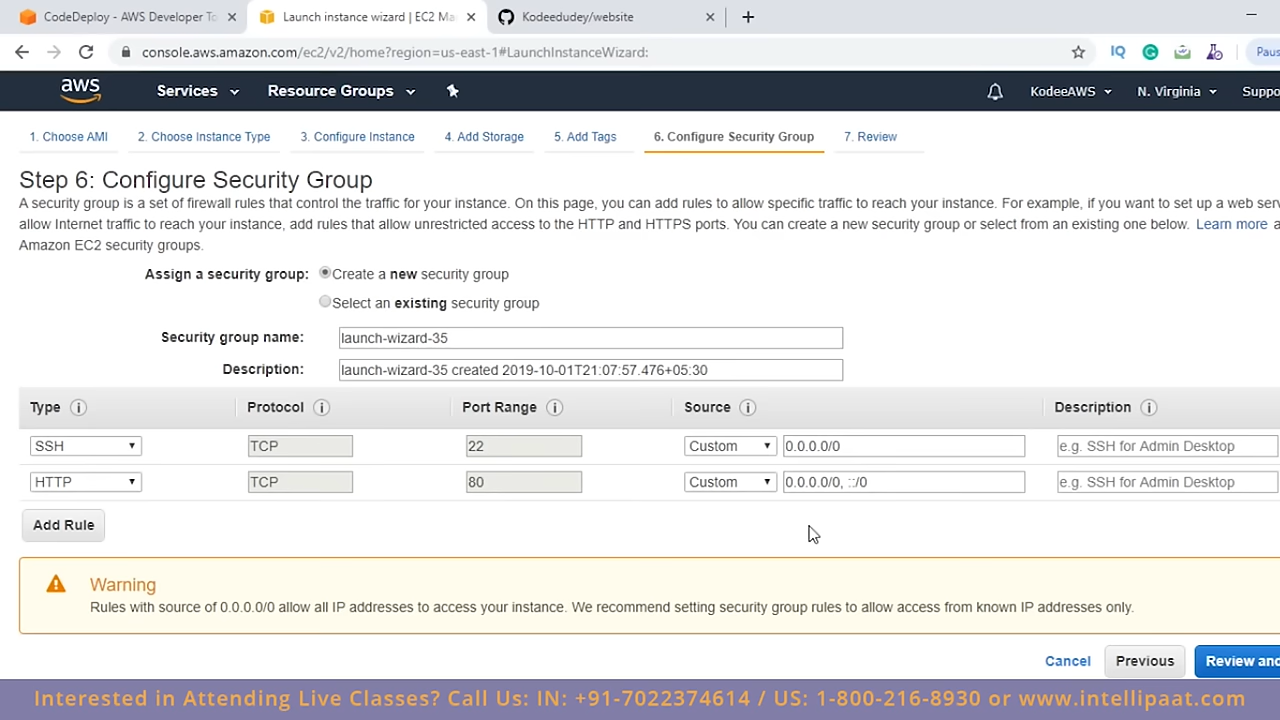 CodeDeploy - AWS Developer To
Launch instance wizard | EC2 Ma
Kodeedudey/website
console.aws.amazon.com/ec2/v2/home?region=us-east-1#LaunchInstanceWizard:
IQ
Paus
aws
Services
Resource Groups
KodeeAWS
N. Virginia
Suppo
1. Choose AMI
2. Choose Instance Type
3. Configure Instance
4. Add Storage
5. Add Tags
6. Configure Security Group
7. Review
Step 6: Configure Security Group
A security group is a set of firewall rules that control the traffic for your instance. On this page, you can add rules to allow specific traffic to reach your instance. For example, if you want to set up a web serv
allow Internet traffic to reach your instance, add rules that allow unrestricted access to the HTTP and HTTPS ports. You can create a new security group or select from an existing one below. Learn more a
Amazon EC2 security groups.
Assign a security group:
Create a new security group
Select an existing security group
Security group name:
launch-wizard-35
Description:
launch-wizard-35 created 2019-10-01T21:07:57.476+05:30
Type
Protocol
Port Range
Source
Description
SSH
TCP
22
Custom
0.0.0.0/0
e.g. SSH for Admin Desktop
HTTP
TCP
80
Custom
0.0.0.0/0, ::/0
e.g. SSH for Admin Desktop
Add Rule
Warning
Rules with source of 0.0.0.0/0 allow all IP addresses to access your instance. We recommend setting security group rules to allow access from known IP addresses only.
Cancel
Previous
Review and
Interested in Attending Live Classes? Call Us: IN: +91-7022374614 / US: 1-800-216-8930 or www.intellipaat.com